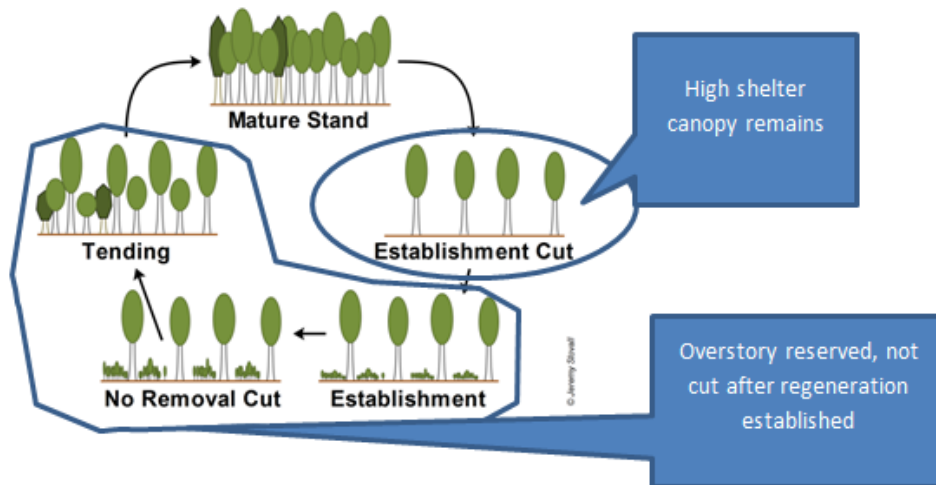 Mature Stand
High shelter
canopy remains
Establishment Cut
Tending
No Removal Cut
Establishment
© Jeremy Stovall
Overstory reserved, not
cut after regeneration
established